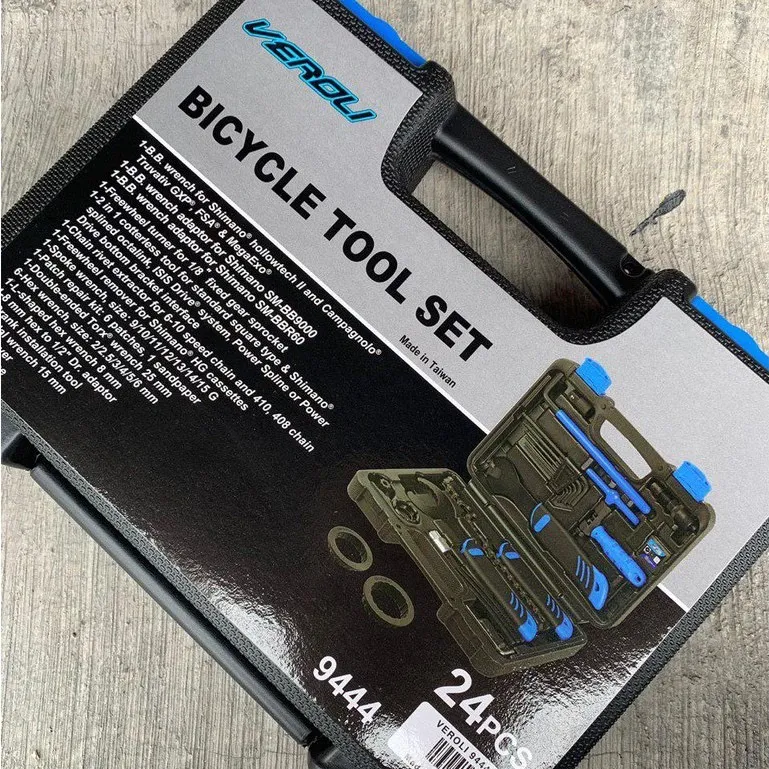 VEROLI
BICYCLE TOOL SET
Made in Taiwan
1-B.B. wrench for Shimano® hollowtech II and Campagnolo®
Truvativ GXP® FSA® & MegaExo®
1-B.B. wrench adaptor for Shimano SM-BB9000
1-B.B. wrench adaptor for Shimano SM-BBR60
1-Freewheel turner for 1" fixed gear sprocket
1-2 in 1 cotterless tool for standard square type & Shimano®
splined octalink, ISIS Drive® system, Power Spline or Power
Drive bottom bracket interface
1-Chain rivet extractor for 6-10 speed chain and 410, 408 chain
1-Freewheel remover for Shimano® HG Cassettes
1-Spoke wrench, size: 9/10/11/12/13/14/15 G
1-Patch repair kit, 6 patches, 1 sandpaper
1-Double-ended Torx® wrench 25 mm
6-Hex wrench, size: 2/2.5/3/4/5/6 mm
1-L-shaped hex wrench 8 mm
8 mm hex to 1/2" Dr. adaptor
installation tool
wrench 15 mm
9444
24PCS
VEROLI 9444
Mad